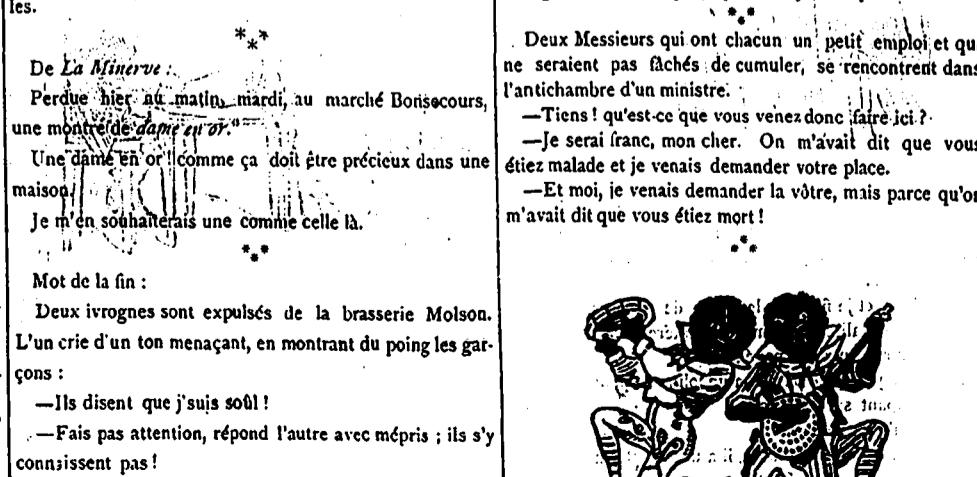 les.
* * *
De La Minerve :
Perdue hier au matin, mardi, au marché Bonsecours,
une montre de dame en or."
Une dame en or ! comme ça doit être précieux dans une
maison.
Je m'en souhaiterais une comme celle là.
* * *
Mot de la fin :
Deux ivrognes sont expulsés de la brasserie Molson.
L'un crie d'un ton menaçant, en montrant du poing les gar-
çons :
—Ils disent que j'suis soûl !
—Fais pas attention, répond l'autre avec mépris ; ils s'y
connaissent pas !
* * *
Deux Messieurs qui ont chacun un petit emploi et qu
ne seraient pas fâchés de cumuler, se rencontrent dans
l'antichambre d'un ministre.
—Tiens ! qu'est-ce que vous venez donc faire ici ?
—Je serai franc, mon cher. On m'avait dit que vous
étiez malade et je venais demander votre place.
—Et moi, je venais demander la vôtre, mais parce qu'on
m'avait dit que vous étiez mort !
* * *